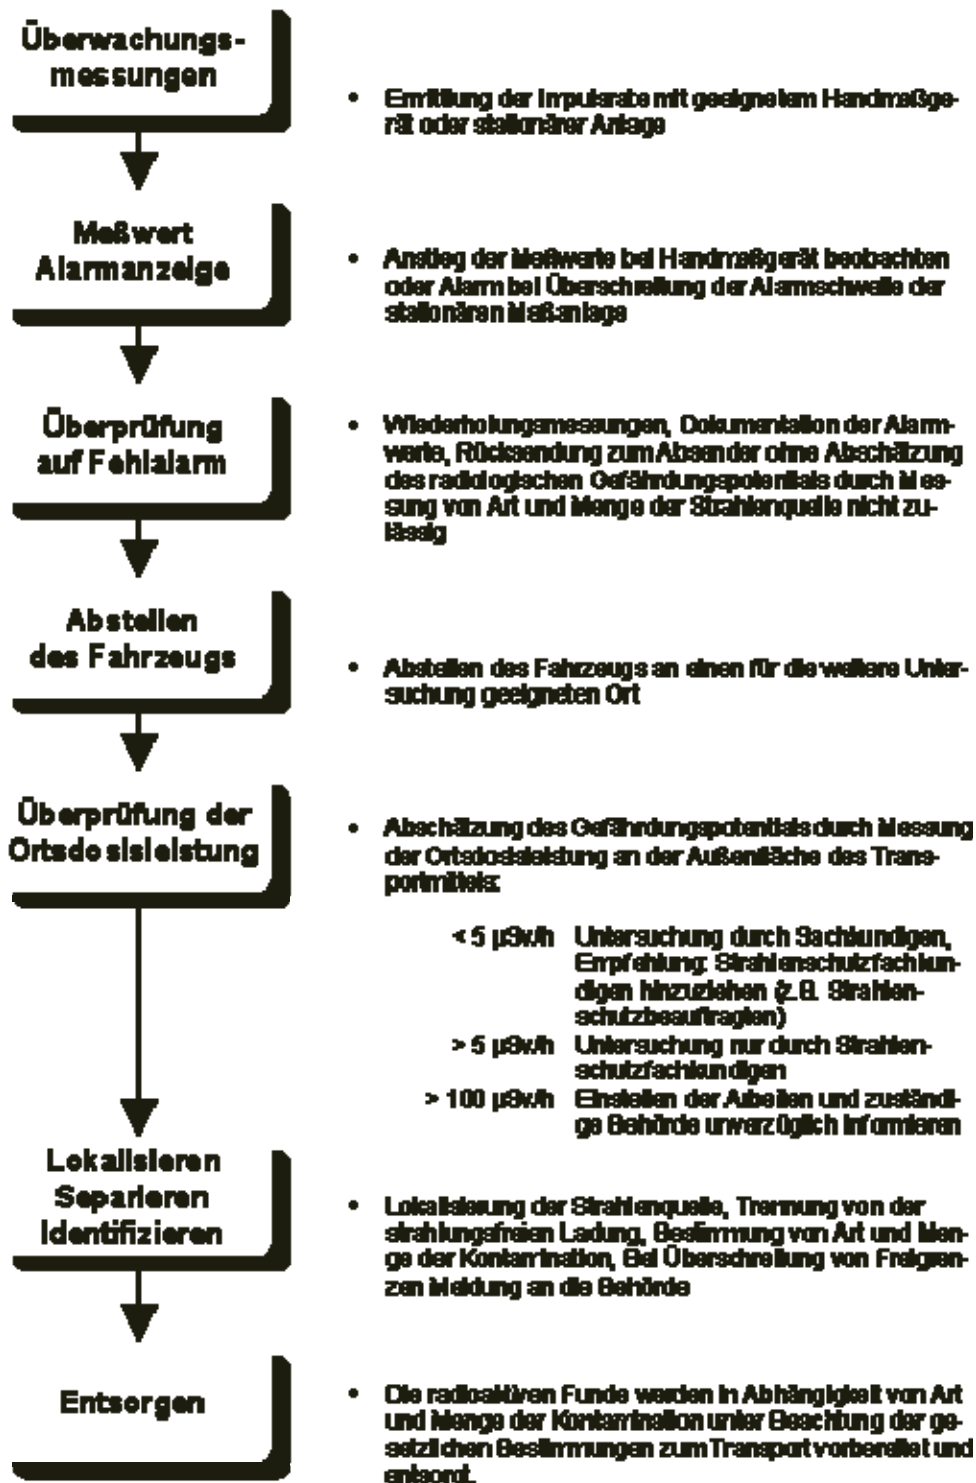 Überwachungs-
messungen
• Ermittlung der Impulsrate mit geeignetem Handmeßge-
rät oder stationärer Anlage
Meßwert
Alarmanzeige
• Anstieg der Meßwerte bei Handmeßgerät beobachten
oder Alarm bei Überschreitung der Alarmschwelle der
stationären Meßanlage
Überprüfung
auf Fehlalarm
• Wiederholungsmessungen, Dokumentation der Alarm-
werte, Rücksendung zum Absender ohne Abschätzung
des radiologischen Gefährdungspotentials durch Mes-
sung von Art und Menge der Strahlenquelle nicht zu-
lässig
Abstellen
des Fahrzeugs
• Abstellen des Fahrzeugs an einen für die weitere Unter-
suchung geeigneten Ort
Überprüfung der
Ortsdosisleistung
• Abschätzung des Gefährdungspotentials durch Messung
der Ortsdosisleistung an der Außenfläche des Trans-
portmittels:
< 5 µSv/h Untersuchung durch Sachkundigen,
Empfehlung: Strahlenschutzfachkun-
digen hinzuziehen (z.B. Strahlen-
schutzbeauftragten)
> 5 µSv/h Untersuchung nur durch Strahlen-
schutzfachkundigen
> 100 µSv/h Einstellen der Arbeiten und zuständi-
ge Behörde unverzüglich informieren
Lokalisieren
Separieren
Identifizieren
• Lokalisierung der Strahlenquelle, Trennung von der
strahlungsfreien Ladung, Bestimmung von Art und Men-
ge der Kontamination, Bei Überschreitung von Freigren-
zen Meldung an die Behörde
Entsorgen
• Die radioaktiven Funde werden in Abhängigkeit von Art
und Menge der Kontamination unter Beachtung der ge-
setzlichen Bestimmungen zum Transport vorbereitet und
entsorgt.